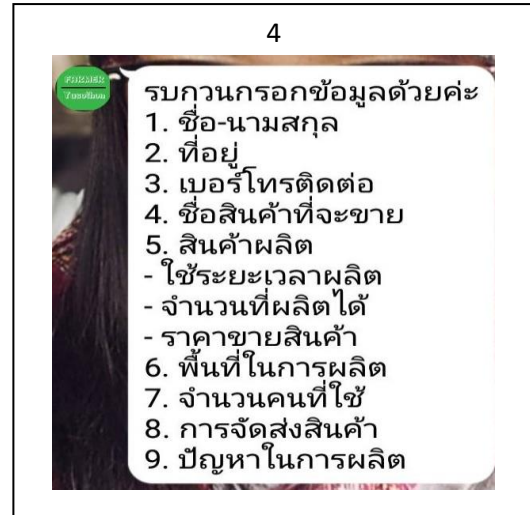 4
FARMER
Yasothon
รบกวนกรอกข้อมูลด้วยค่ะ
1. ชื่อ-นามสกุล
2. ที่อยู่
3. เบอร์โทรติดต่อ
4. ชื่อสินค้าที่จะขาย
5. สินค้าผลิต
- ใช้ระยะเวลาผลิต
- จำนวนที่ผลิตได้
- ราคาขายสินค้า
6. พื้นที่ในการผลิต
7. จำนวนคนที่ใช้
8. การจัดส่งสินค้า
9. ปัญหาในการผลิต